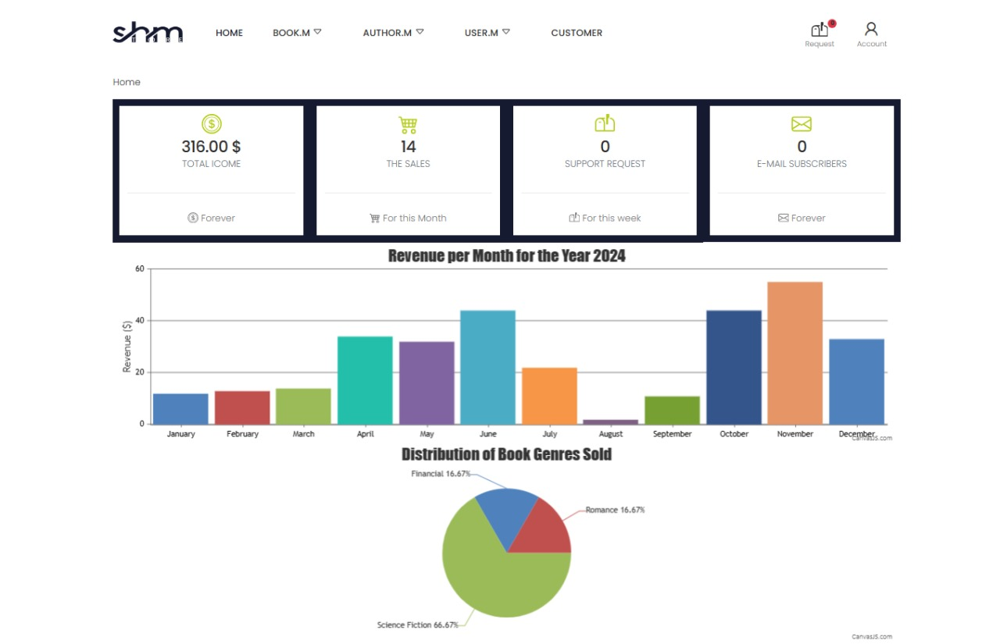 shm
HOME BOOK.M AUTHOR.M USER.M CUSTOMER
0
Request Account
Home
316.00 $ 14 0 0
TOTAL ICOME THE SALES SUPPORT REQUEST E-MAIL SUBSCRIBERS
Forever For this Month For this week Forever
Revenue per Month for the Year 2024
60
40
20
0
Revenue ($)
January February March April May June July August September October November December
CanvasJS.com
Distribution of Book Genres Sold
Financial 16.67%
Romance 16.67%
Science Fiction 66.67%
CanvasJS.com